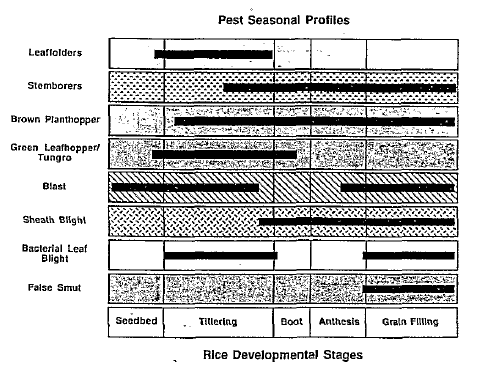 Pest Seasonal Profiles
Leaffolders
Stemborers
Brown Planthopper
Green Leafhopper/
Tungro
Blast
Sheath Blight
Bacterial Leaf
Blight
False Smut
Seedbed Tillering Boot Anthesis Grain Filling
Rice Developmental Stages